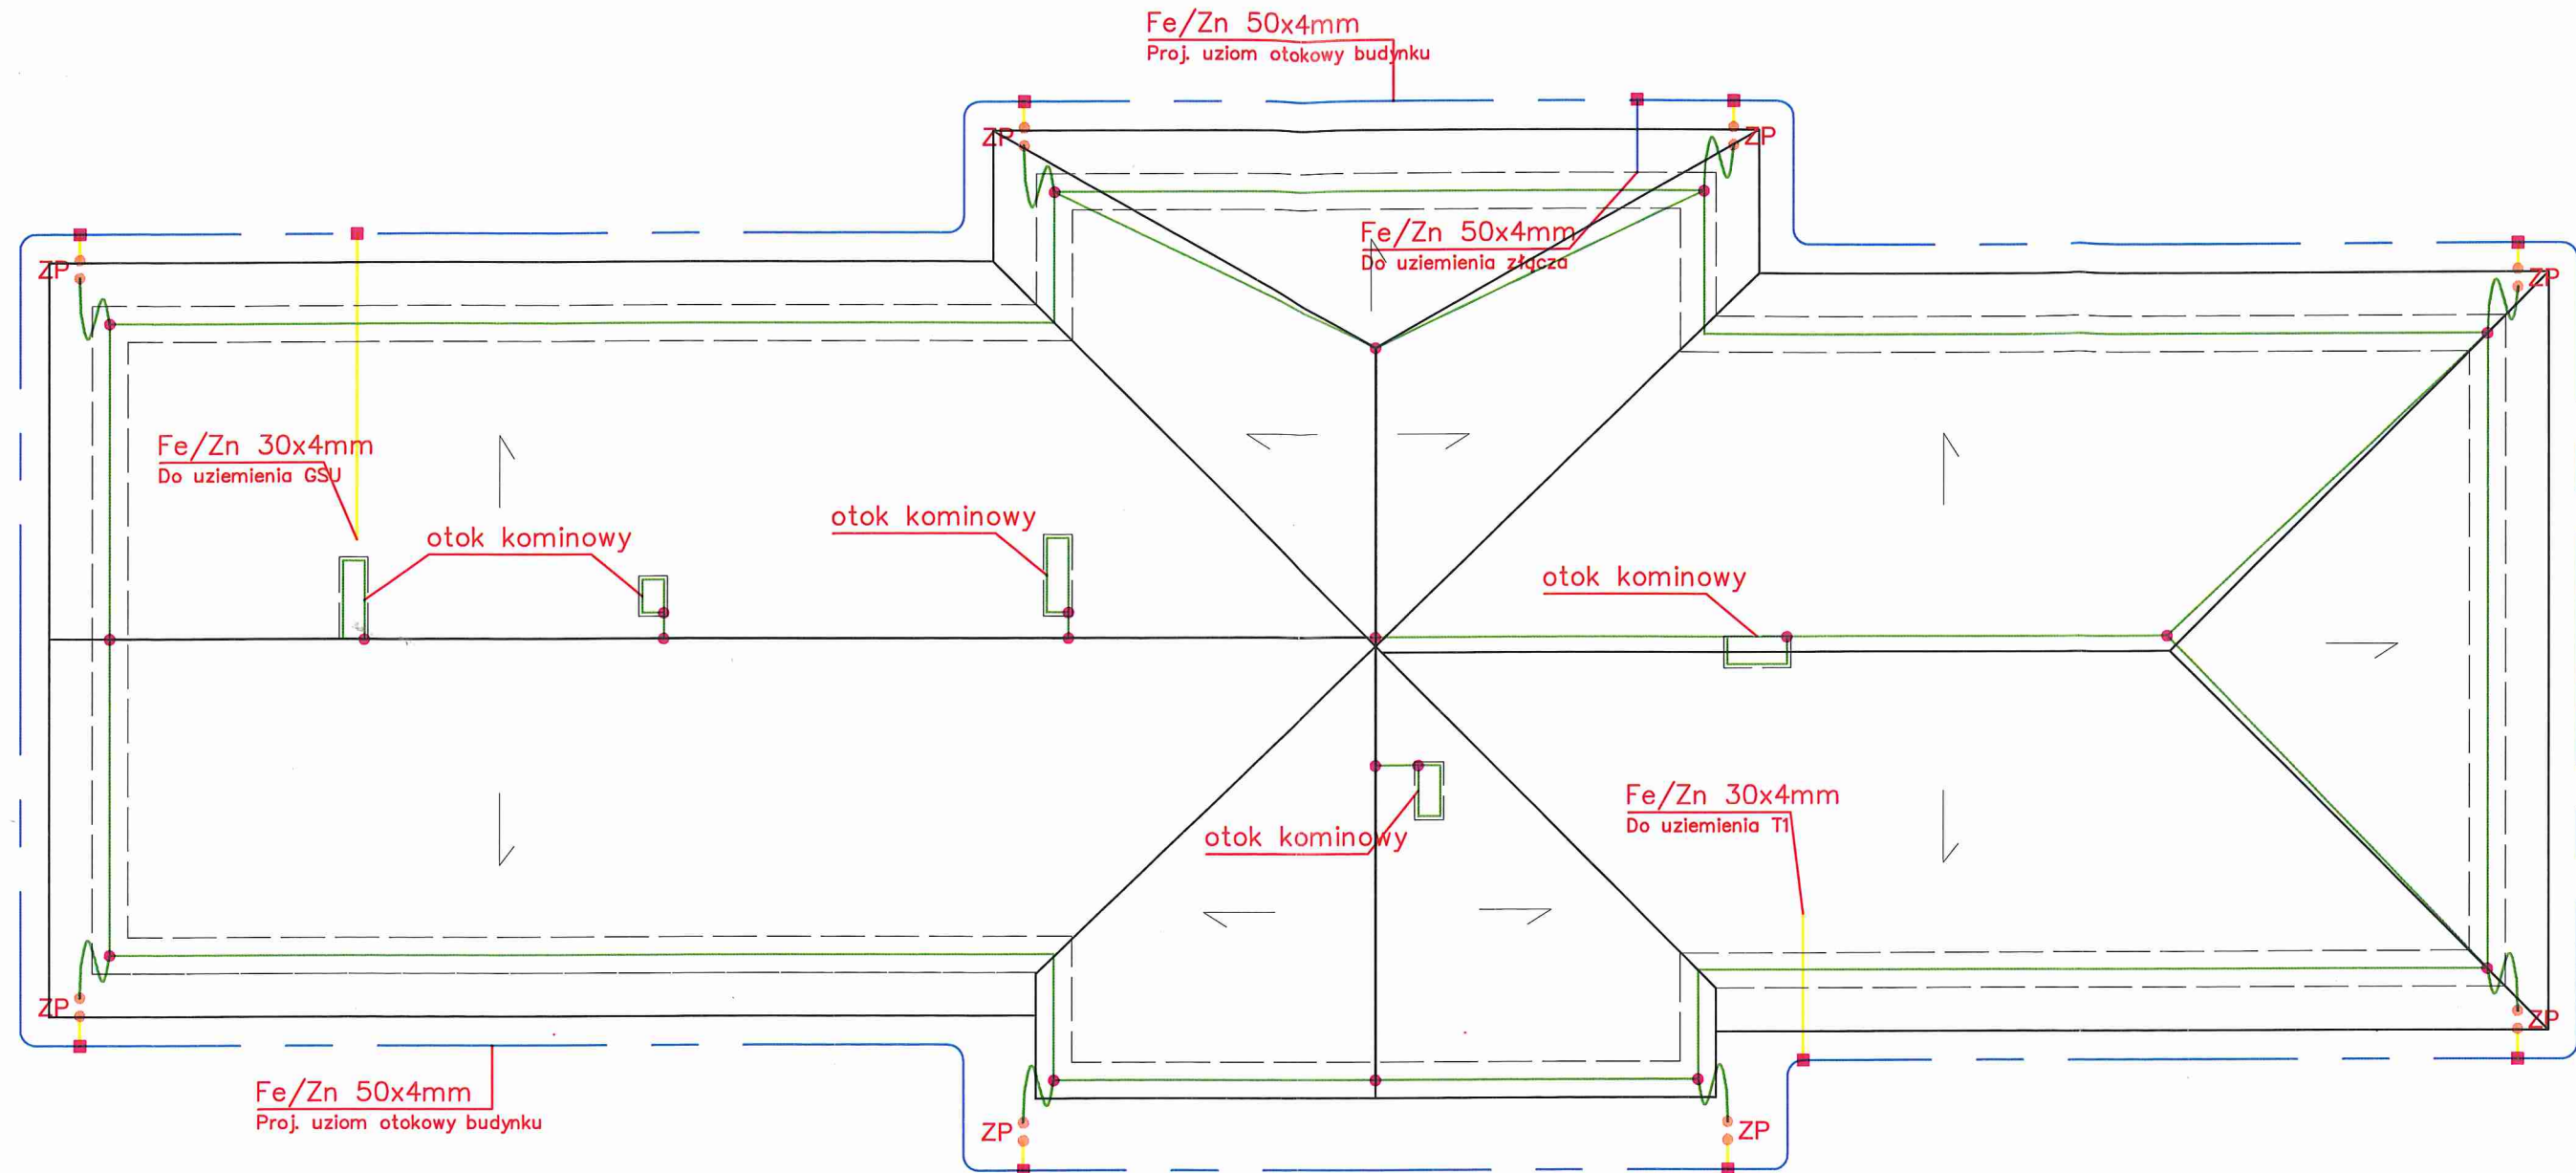 Fe/Zn 50x4mm
Proj. uziom otokowy budynku
ZP
ZP
Fe/Zn 50x4mm
Do uziemienia złącza
ZP
ZP
Fe/Zn 30x4mm
Do uziemienia GSU
otok kominowy
otok kominowy
otok kominowy
Fe/Zn 30x4mm
Do uziemienia T1
otok kominowy
ZP
ZP
Fe/Zn 50x4mm
Proj. uziom otokowy budynku
ZP
ZP